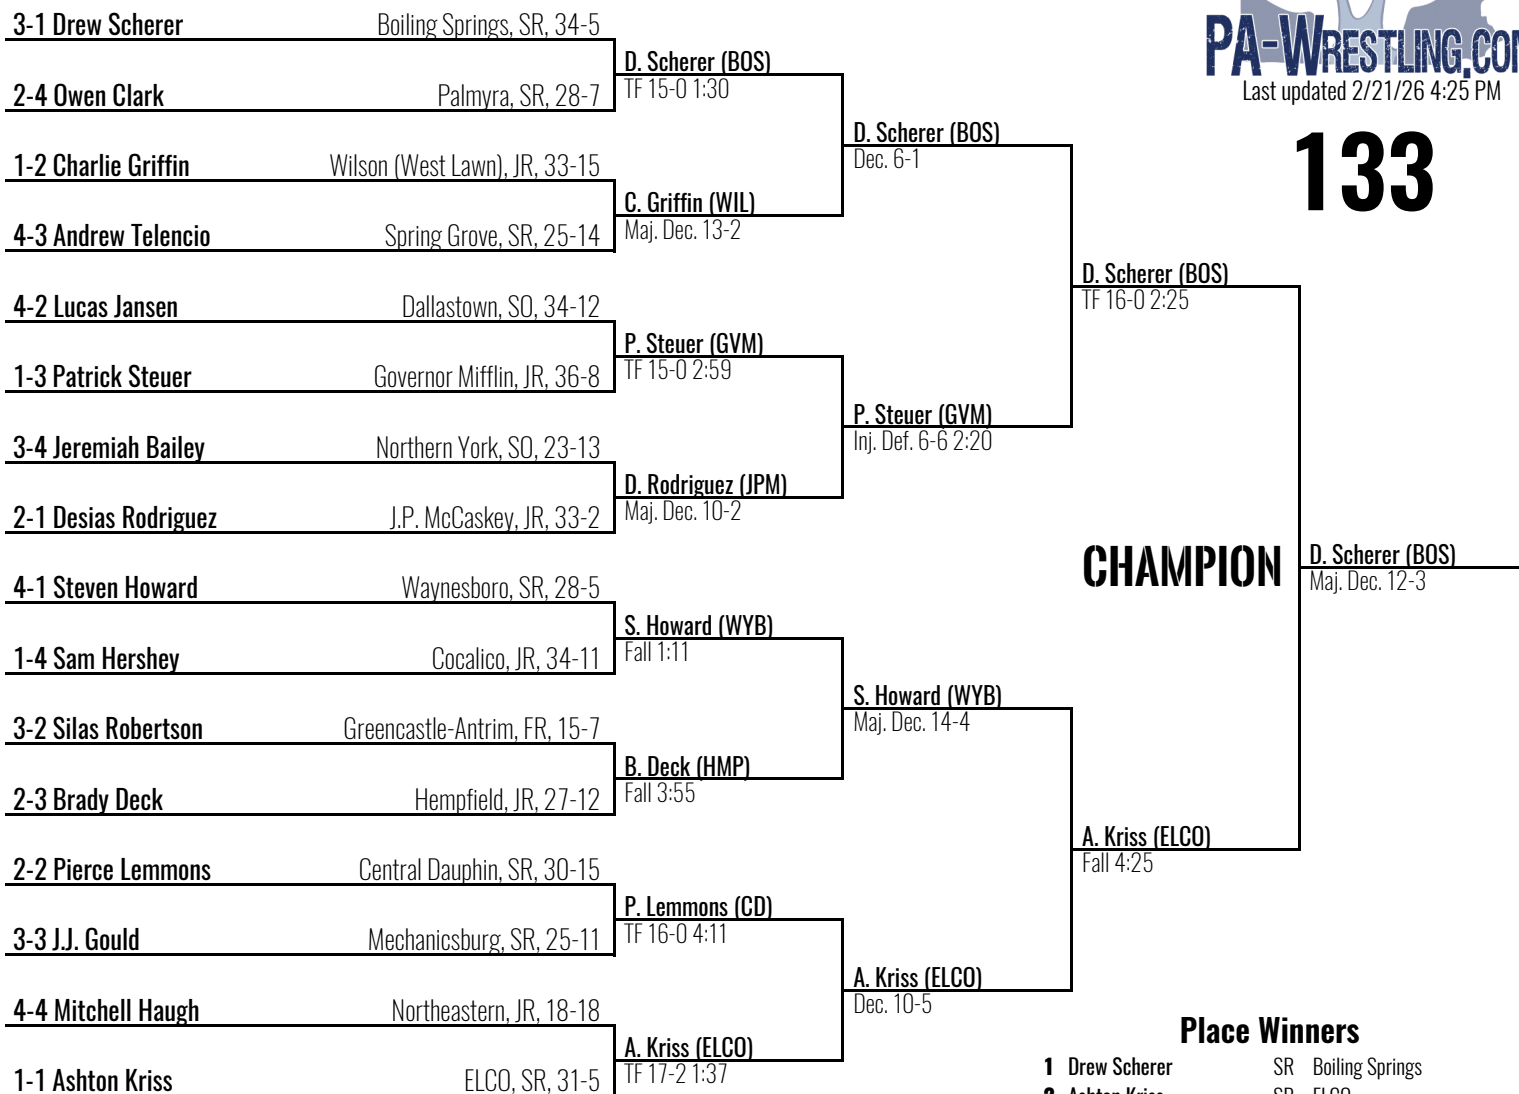 3-1 Drew Scherer Boiling Springs, SR, 34-5
D. Scherer (BOS)
TF 15-0 1:30
2-4 Owen Clark Palmyra, SR, 28-7
D. Scherer (BOS)
Dec. 6-1
1-2 Charlie Griffin Wilson (West Lawn), JR, 33-15
C. Griffin (WIL)
Maj. Dec. 13-2
4-3 Andrew Telencio Spring Grove, SR, 25-14
D. Scherer (BOS)
TF 16-0 2:25
4-2 Lucas Jansen Dallastown, SO, 34-12
P. Steuer (GVM)
TF 15-0 2:59
1-3 Patrick Steuer Governor Mifflin, JR, 36-8
P. Steuer (GVM)
Inj. Def. 6-6 2:20
3-4 Jeremiah Bailey Northern York, SO, 23-13
D. Rodriguez (JPM)
Maj. Dec. 10-2
2-1 Desias Rodriguez J.P. McCaskey, JR, 33-2
CHAMPION
D. Scherer (BOS)
Maj. Dec. 12-3
4-1 Steven Howard Waynesboro, SR, 28-5
S. Howard (WYB)
Fall 1:11
1-4 Sam Hershey Cocalico, JR, 34-11
S. Howard (WYB)
Maj. Dec. 14-4
3-2 Silas Robertson Greencastle-Antrim, FR, 15-7
B. Deck (HMP)
Fall 3:55
2-3 Brady Deck Hempfield, JR, 27-12
A. Kriss (ELCO)
Fall 4:25
2-2 Pierce Lemmons Central Dauphin, SR, 30-15
P. Lemmons (CD)
TF 16-0 4:11
3-3 J.J. Gould Mechanicsburg, SR, 25-11
A. Kriss (ELCO)
Dec. 10-5
4-4 Mitchell Haugh Northeastern, JR, 18-18
A. Kriss (ELCO)
TF 17-2 1:37
1-1 Ashton Kriss ELCO, SR, 31-5
PA-WRESTLING.CO
Last updated 2/21/26 4:25 PM
133
Place Winners
1 Drew Scherer SR Boiling Springs
2 Ashton Kriss SR ELCO